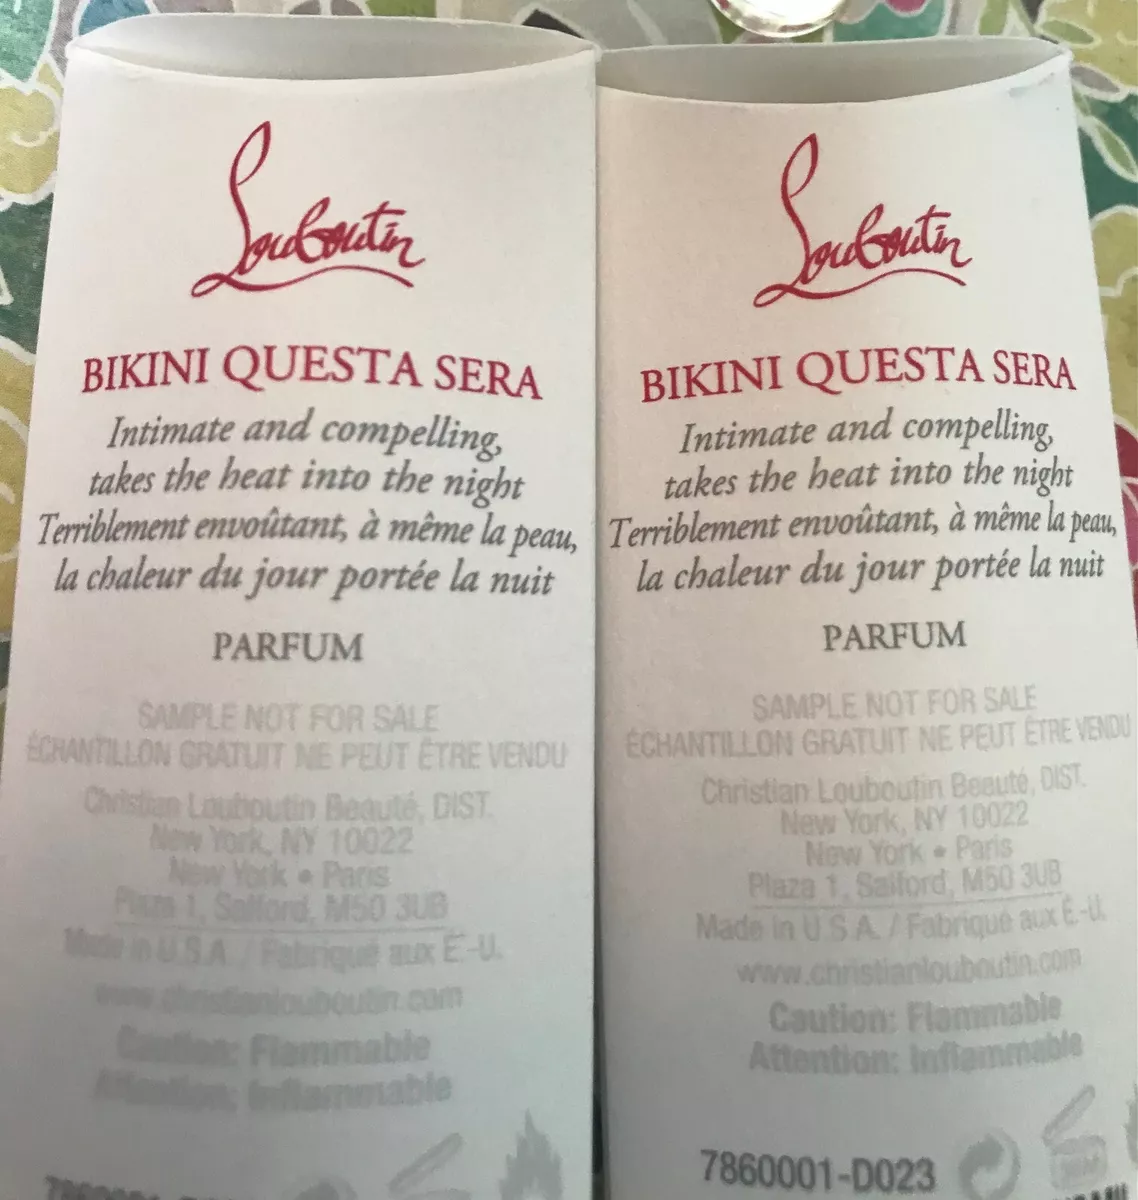 Louboutin
BIKINI QUESTA SERA
Intimate and compelling,
takes the heat into the night
Terriblement envoûtant, à même la peau,
la chaleur du jour portée la nuit
PARFUM
SAMPLE NOT FOR SALE
ÉCHANTILLON GRATUIT NE PEUT ÊTRE VENDU
Christian Louboutin Beauté, DIST.
New York, NY 10022
New York • Paris
Plaza 1, Salford, M50 3UB
Made in U.S.A. / Fabriqué aux É.-U.
www.christianlouboutin.com
Caution: Flammable
Attention: Inflammable
Louboutin
BIKINI QUESTA SERA
Intimate and compelling,
takes the heat into the night
Terriblement envoûtant, à même la peau,
la chaleur du jour portée la nuit
PARFUM
SAMPLE NOT FOR SALE
ÉCHANTILLON GRATUIT NE PEUT ÊTRE VENDU
Christian Louboutin Beauté, DIST.
New York, NY 10022
New York • Paris
Plaza 1, Salford, M50 3UB
Made in U.S.A. / Fabriqué aux É.-U.
www.christianlouboutin.com
Caution: Flammable
Attention: Inflammable
7860001-D023